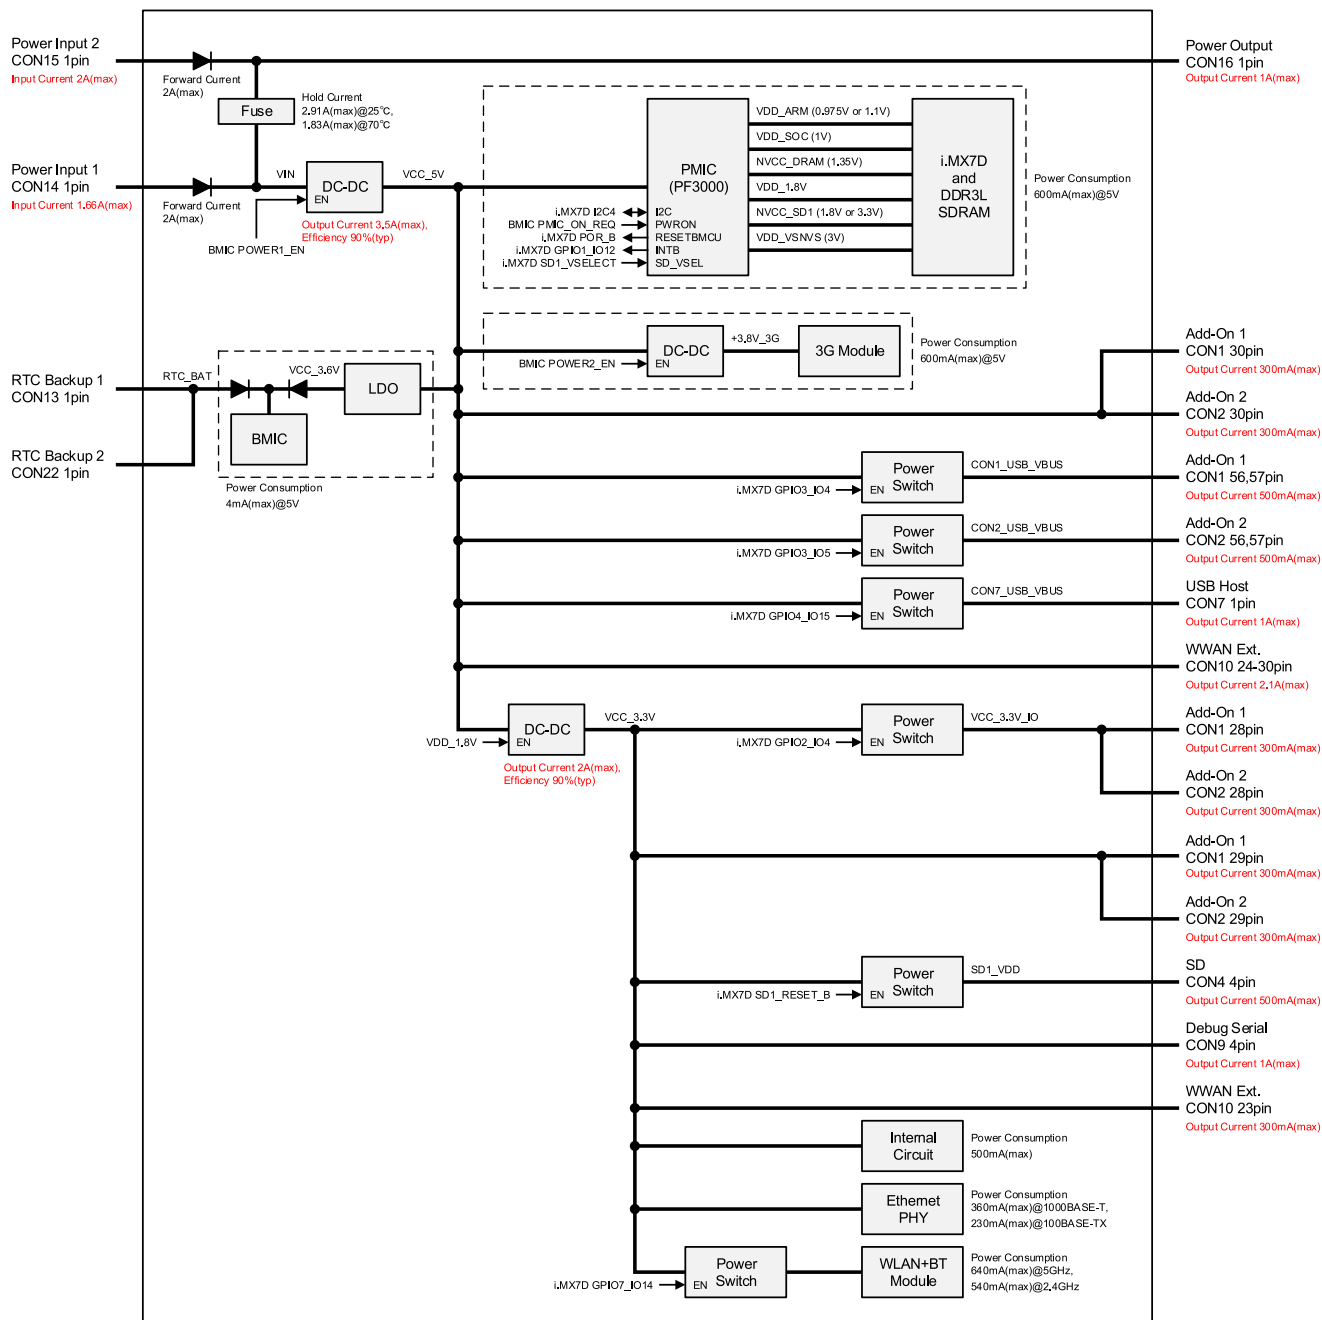 Power Input 2
CON15 1pin
Input Current 2A(max)
Forward Current
2A(max)
Fuse
Hold Current
2.91A(max)@25°C,
1.83A(max)@70°C
Power Output
CON16 1pin
Output Current 1A(max)
Power Input 1
CON14 1pin
Input Current 1.66A(max)
Forward Current
2A(max)
VIN
DC-DC
EN
VCC_5V
BMIC POWER1_EN
Output Current 3.5A(max),
Efficiency 90%(typ)
PMIC
(PF3000)
i.MX7D I2C4
I2C
BMIC PMIC_ON_REQ
PWRON
i.MX7D POR_B
RESETBMCU
i.MX7D GPIO1_IO12
INTB
i.MX7D SD1_VSELECT
SD_VSEL
VDD_ARM (0.975V or 1.1V)
VDD_SOC (1V)
NVCC_DRAM (1.35V)
VDD_1.8V
NVCC_SD1 (1.8V or 3.3V)
VDD_VSNVS (3V)
i.MX7D
and
DDR3L
SDRAM
Power Consumption
600mA(max)@5V
BMIC POWER2_EN
DC-DC
EN
+3.8V_3G
3G Module
Power Consumption
600mA(max)@5V
RTC Backup 1
CON13 1pin
RTC Backup 2
CON22 1pin
RTC_BAT
VCC_3.6V
LDO
BMIC
Power Consumption
4mA(max)@5V
Add-On 1
CON1 30pin
Output Current 300mA(max)
Add-On 2
CON2 30pin
Output Current 300mA(max)
i.MX7D GPIO3_IO4
Power
Switch
EN
CON1_USB_VBUS
Add-On 1
CON1 56,57pin
Output Current 500mA(max)
i.MX7D GPIO3_IO5
Power
Switch
EN
CON2_USB_VBUS
Add-On 2
CON2 56,57pin
Output Current 500mA(max)
i.MX7D GPIO4_IO15
Power
Switch
EN
CON7_USB_VBUS
USB Host
CON7 1pin
Output Current 1A(max)
WWAN Ext.
CON10 24-30pin
Output Current 2.1A(max)
VDD_1.8V
DC-DC
EN
VCC_3.3V
Output Current 2A(max),
Efficiency 90%(typ)
i.MX7D GPIO2_IO4
Power
Switch
EN
VCC_3.3V_IO
Add-On 1
CON1 28pin
Output Current 300mA(max)
Add-On 2
CON2 28pin
Output Current 300mA(max)
Add-On 1
CON1 29pin
Output Current 300mA(max)
Add-On 2
CON2 29pin
Output Current 300mA(max)
i.MX7D SD1_RESET_B
Power
Switch
EN
SD1_VDD
SD
CON4 4pin
Output Current 500mA(max)
Debug Serial
CON9 4pin
Output Current 1A(max)
WWAN Ext.
CON10 23pin
Output Current 300mA(max)
Internal
Circuit
Power Consumption
500mA(max)
Ethernet
PHY
Power Consumption
360mA(max)@1000BASE-T,
230mA(max)@100BASE-TX
i.MX7D GPIO7_IO14
Power
Switch
EN
WLAN+BT
Module
Power Consumption
640mA(max)@5GHz,
540mA(max)@2.4GHz